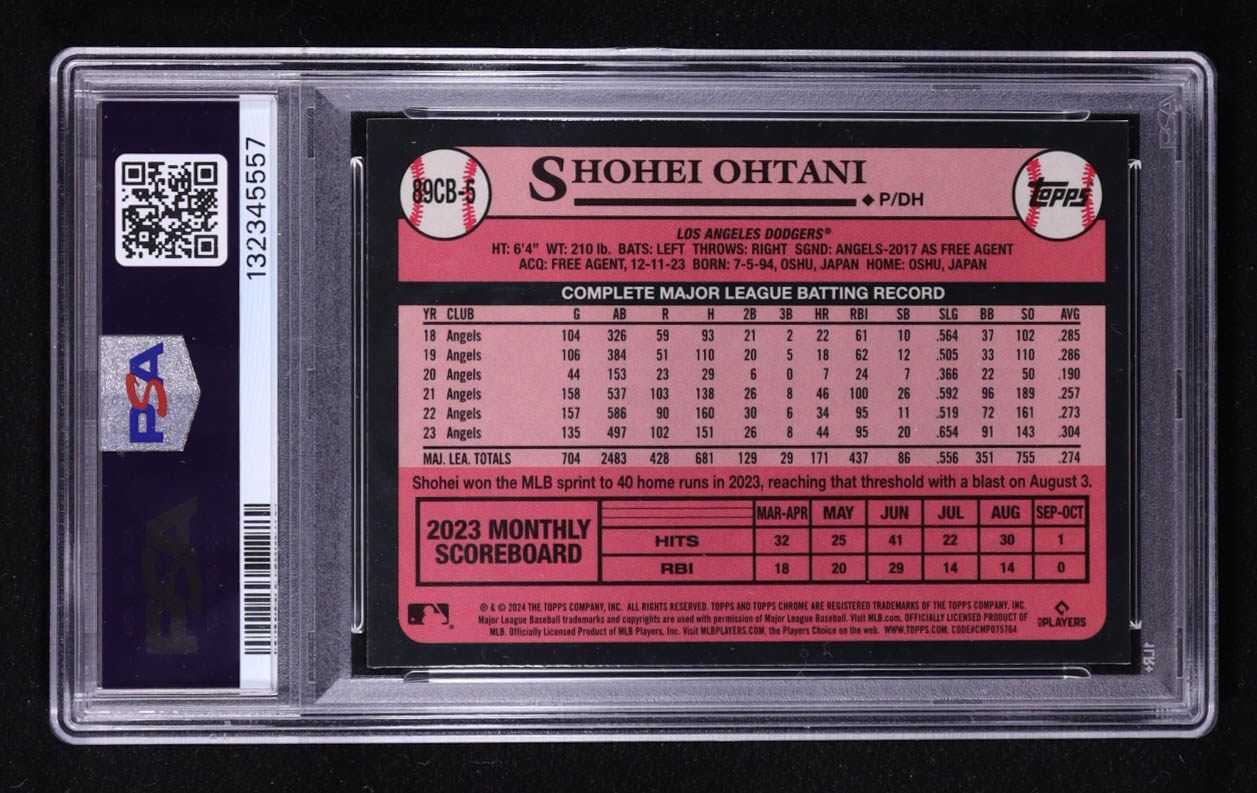 132345557
PSA
PSA
89CB-5
SHOHEI OHTANI
◆ P/DH
TOPPS
LOS ANGELES DODGERS®
HT: 6'4" WT: 210 lb. BATS: LEFT THROWS: RIGHT SGND: ANGELS-2017 AS FREE AGENT
ACQ: FREE AGENT, 12-11-23 BORN: 7-5-94, OSHU, JAPAN HOME: OSHU, JAPAN
COMPLETE MAJOR LEAGUE BATTING RECORD
YR CLUB G AB R H 2B 3B HR RBI SB SLG BB SO AVG
18 Angels 104 326 59 93 21 2 22 61 10 .564 37 102 .285
19 Angels 106 384 51 110 20 5 18 62 12 .505 33 110 .286
20 Angels 44 153 23 29 6 0 7 24 7 .366 22 50 .190
21 Angels 158 537 103 138 26 8 46 100 26 .592 96 189 .257
22 Angels 157 586 90 160 30 6 34 95 11 .519 72 161 .273
23 Angels 135 497 102 151 26 8 44 95 20 .654 91 143 .304
MAJ. LEA. TOTALS 704 2483 428 681 129 29 171 437 86 .556 351 755 .274
Shohei won the MLB sprint to 40 home runs in 2023, reaching that threshold with a blast on August 3.
2023 MONTHLY
SCOREBOARD
MAR-APR MAY JUN JUL AUG SEP-OCT
HITS 32 25 41 22 30 1
RBI 18 20 29 14 14 0
® & © 2024 THE TOPPS COMPANY, INC. ALL RIGHTS RESERVED. TOPPS AND TOPPS CHROME ARE REGISTERED TRADEMARKS OF THE TOPPS COMPANY, INC.
Major League Baseball trademarks and copyrights are used with permission of Major League Baseball. Visit MLB.com. OFFICIALLY LICENSED PRODUCT OF
MLB. Officially Licensed Product of MLB Players, Inc. Visit MLBPLAYERS.COM, the Players Choice on the web. WWW.TOPPS.COM. CODE#CMP075764
PLAYERS
PSA